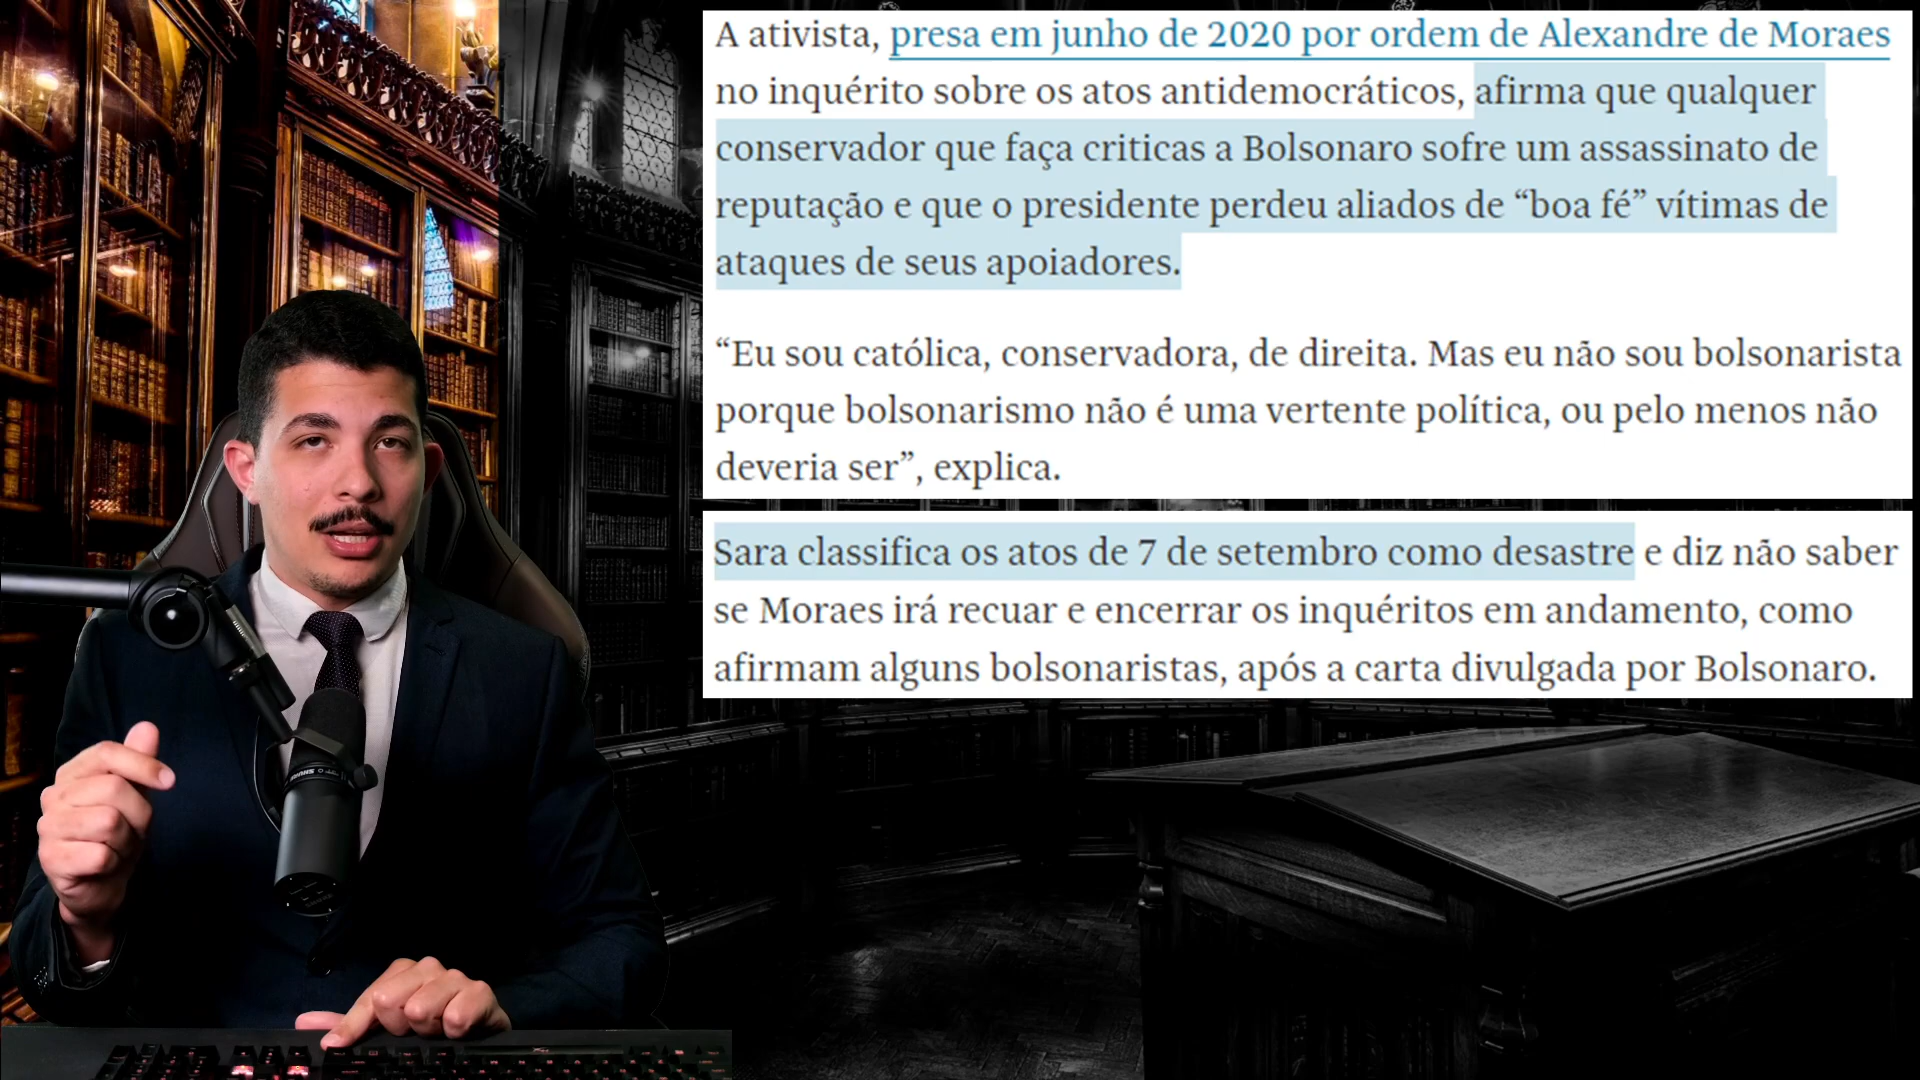 A ativista, presa em junho de 2020 por ordem de Alexandre de Moraes
no inquérito sobre os atos antidemocráticos, afirma que qualquer
conservador que faça criticas a Bolsonaro sofre um assassinato de
reputação e que o presidente perdeu aliados de “boa fé” vítimas de
ataques de seus apoiadores.
“Eu sou católica, conservadora, de direita. Mas eu não sou bolsonarista
porque bolsonarismo não é uma vertente política, ou pelo menos não
deveria ser”, explica.
Sara classifica os atos de 7 de setembro como desastre e diz não saber
se Moraes irá recuar e encerrar os inquéritos em andamento, como
afirmam alguns bolsonaristas, após a carta divulgada por Bolsonaro.